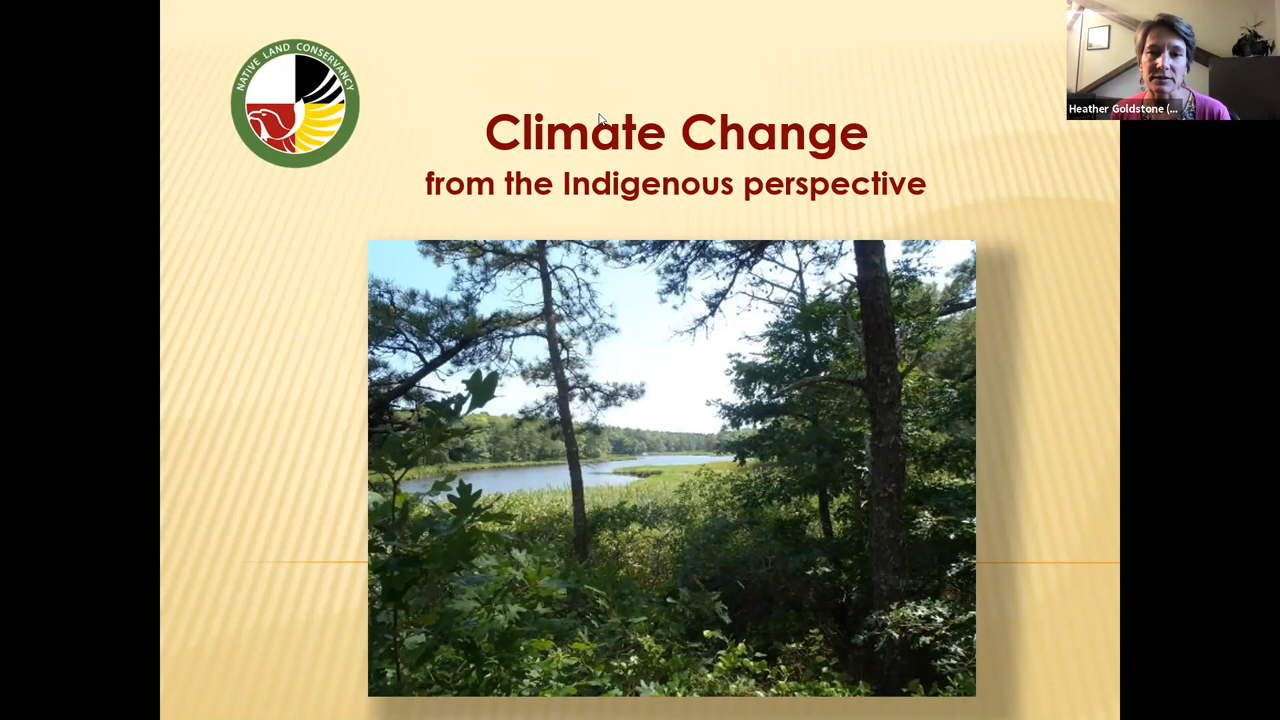 NATIVE LAND CONSERVANCY
Climate Change
from the Indigenous perspective
Heather Goldstone (...